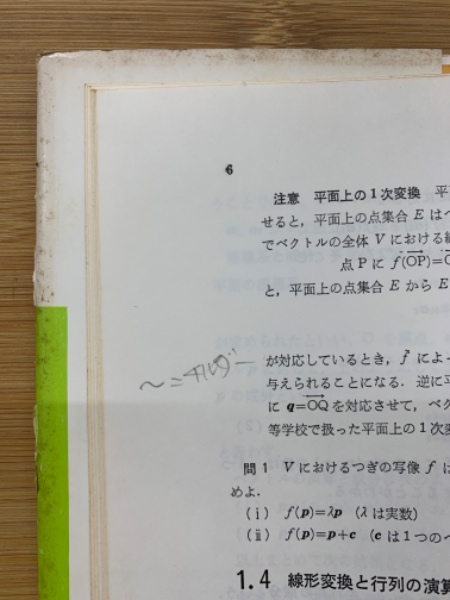 6
注意 平面上の1次変換 平
せると，平面上の点集合 E は
でベクトルの全体 V における
点 P に f(OP)=
と，平面上の点集合 E から E
が対応しているとき，f によっ
与えられることになる．逆に平
に q=OQ を対応させて，ベク
等学校で扱った平面上の1次変
問1 V におけるつぎの写像 f は
めよ．
(i) f(p)=λp (λ は実数)
(ii) f(p)=p+c (c は1つの
1.4 線形変換と行列の演算